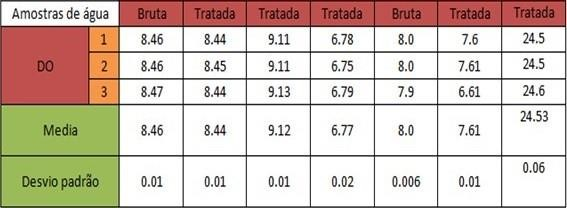 Amostras de água Bruta Tratada Tratada Tratada Bruta Tratada Tratada
DO 1 8.46 8.44 9.11 6.78 8.0 7.6 24.5
2 8.46 8.45 9.11 6.75 8.0 7.61 24.5
3 8.47 8.44 9.13 6.79 7.9 6.61 24.6
Media 8.46 8.44 9.12 6.77 8.0 7.61 24.53
Desvio padrão 0.01 0.01 0.01 0.02 0.006 0.01 0.06